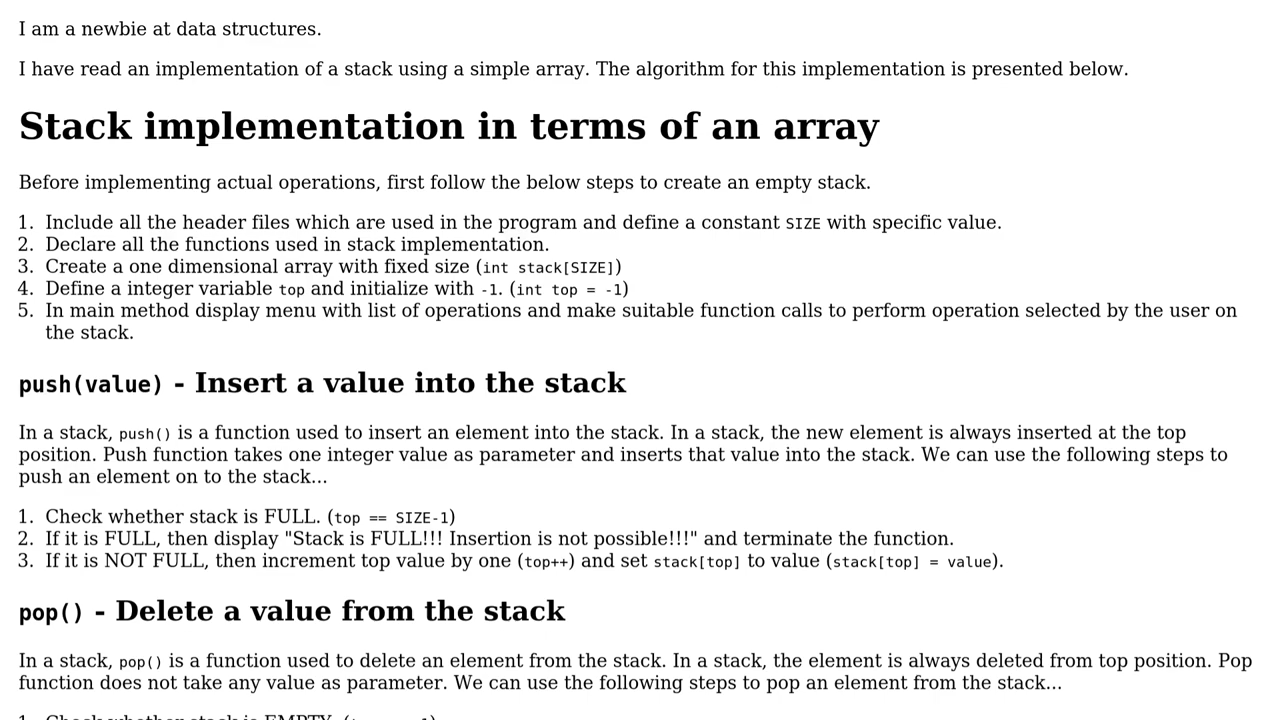 I am a newbie at data structures.
I have read an implementation of a stack using a simple array. The algorithm for this implementation is presented below.
Stack implementation in terms of an array
Before implementing actual operations, first follow the below steps to create an empty stack.
1. Include all the header files which are used in the program and define a constant SIZE with specific value.
2. Declare all the functions used in stack implementation.
3. Create a one dimensional array with fixed size (int stack[SIZE])
4. Define a integer variable top and initialize with -1. (int top = -1)
5. In main method display menu with list of operations and make suitable function calls to perform operation selected by the user on
the stack.
push(value) - Insert a value into the stack
In a stack, push() is a function used to insert an element into the stack. In a stack, the new element is always inserted at the top
position. Push function takes one integer value as parameter and inserts that value into the stack. We can use the following steps to
push an element on to the stack...
1. Check whether stack is FULL. (top == SIZE-1)
2. If it is FULL, then display "Stack is FULL!!! Insertion is not possible!!!" and terminate the function.
3. If it is NOT FULL, then increment top value by one (top++) and set stack[top] to value (stack[top] = value).
pop() - Delete a value from the stack
In a stack, pop() is a function used to delete an element from the stack. In a stack, the element is always deleted from top position. Pop
function does not take any value as parameter. We can use the following steps to pop an element from the stack...
1. Check whether stack is EMPTY.